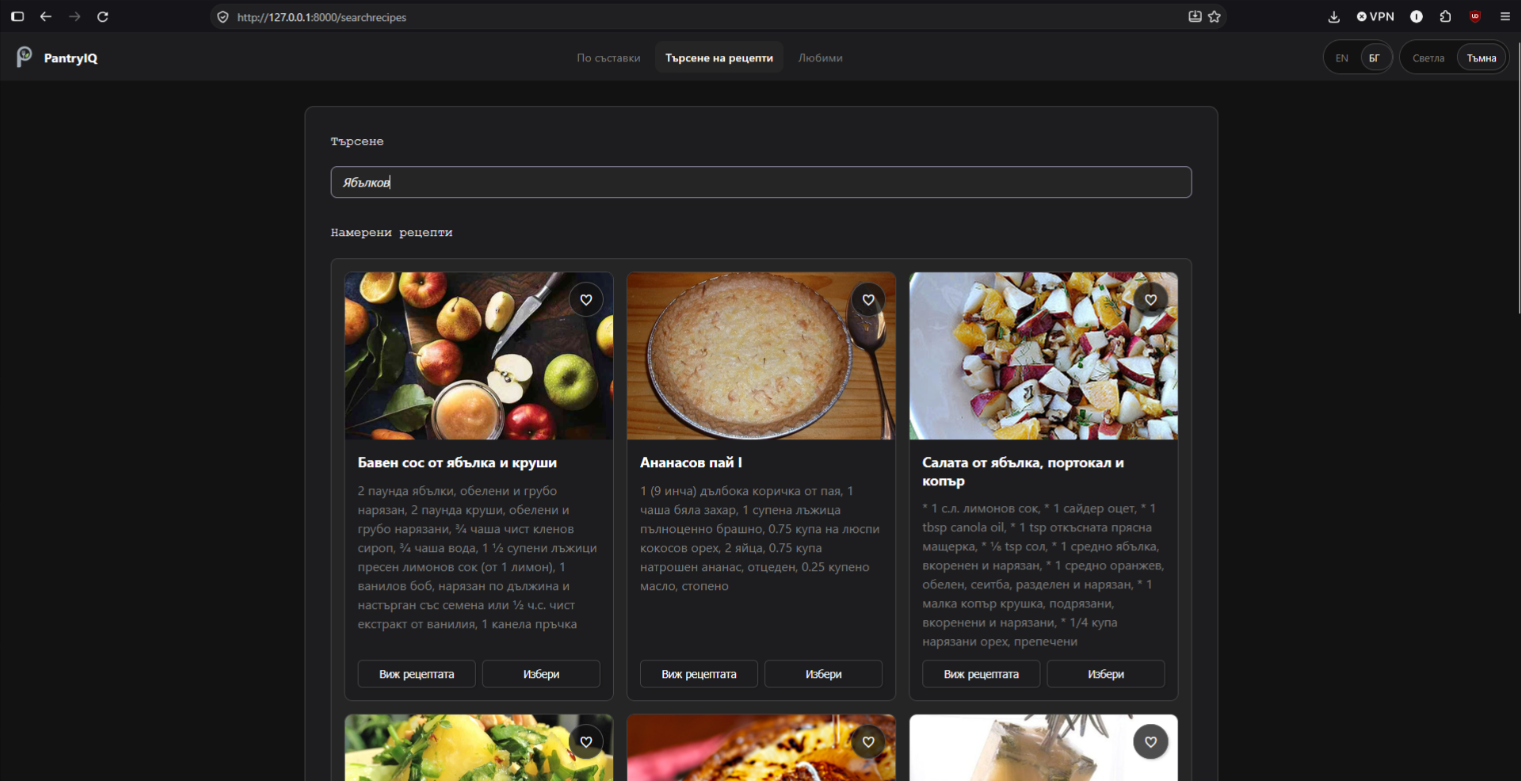 http://127.0.0.1:8000/searchrecipes
VPN
PantryIQ
По съставки
Търсене на рецепти
Любими
EN
БГ
Светла
Тъмна
Търсене
Ябълков
Намерени рецепти
Бавен сос от ябълка и круши
2 паунда ябълки, обелени и грубо
нарязан, 2 паунда круши, обелени и
грубо нарязани, ¾ чаша чист кленов
сироп, ¾ чаша вода, 1 ½ супени лъжици
пресен лимонов сок (от 1 лимон), 1
ванилов боб, нарязан по дължина и
настърган със семена или ½ ч.с. чист
екстракт от ванилия, 1 канела пръчка
Виж рецептата
Избери
Ананасов пай I
1 (9 инча) дълбока коричка от пая, 1
чаша бяла захар, 1 супена лъжица
пълноценно брашно, 0.75 купа на люспи
кокосов орех, 2 яйца, 0.75 купа
натрошен ананас, отцеден, 0.25 купено
масло, стопено
Виж рецептата
Избери
Салата от ябълка, портокал и
копър
* 1 с.л. лимонов сок, * 1 сайдер оцет, * 1
tbsp canola oil, * 1 tsp откъсната прясна
мащерка, * ⅛ tsp сол, * 1 средно ябълка,
вкоренен и нарязан, * 1 средно оранжев,
обелен, сеитба, разделен и нарязан, * 1
малка копър крушка, подрязани,
вкоренени и нарязани, * 1/4 купа
нарязани орех, препечени
Виж рецептата
Избери